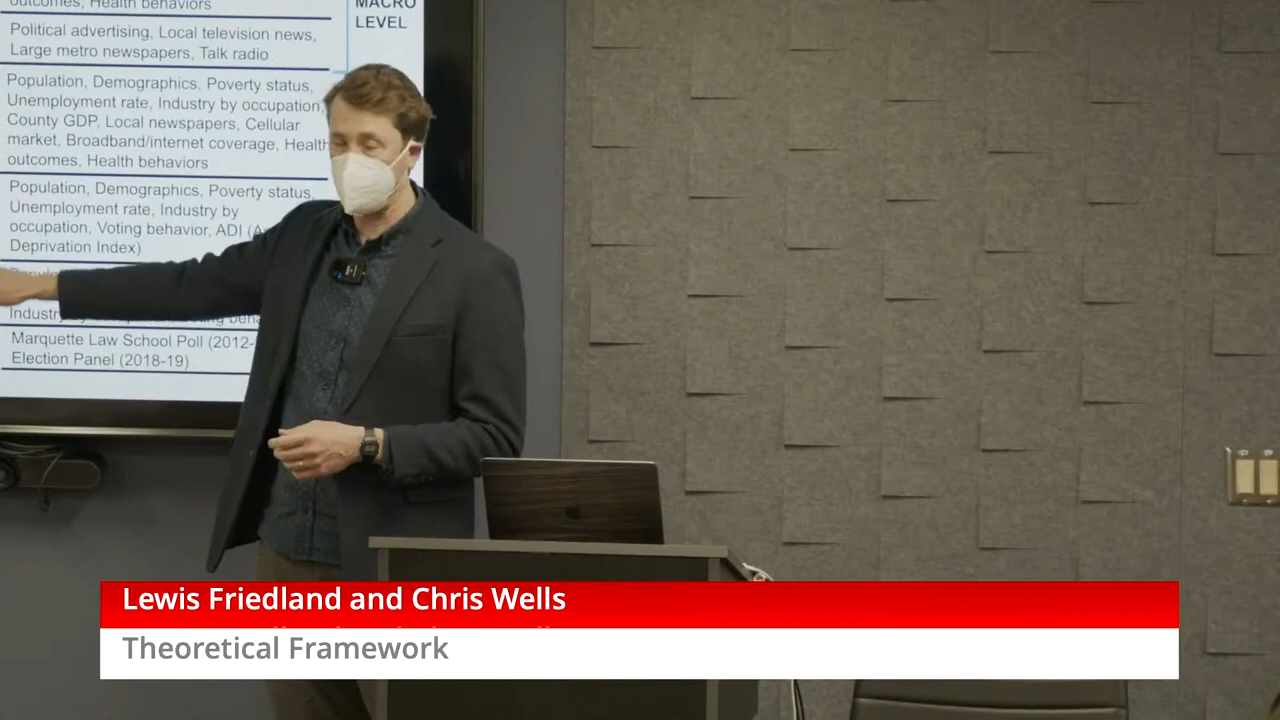 outcomes, Health behaviors
MACRO
LEVEL
Political advertising, Local television news,
Large metro newspapers, Talk radio
Population, Demographics, Poverty status,
Unemployment rate, Industry by occupation,
County GDP, Local newspapers, Cellular
market, Broadband/internet coverage, Health
outcomes, Health behaviors
Population, Demographics, Poverty status,
Unemployment rate, Industry by
occupation, Voting behavior, ADI
Deprivation Index)
Industry
Marquette Law School Poll (2012-
Election Panel (2018-19)
Lewis Friedland and Chris Wells
Theoretical Framework